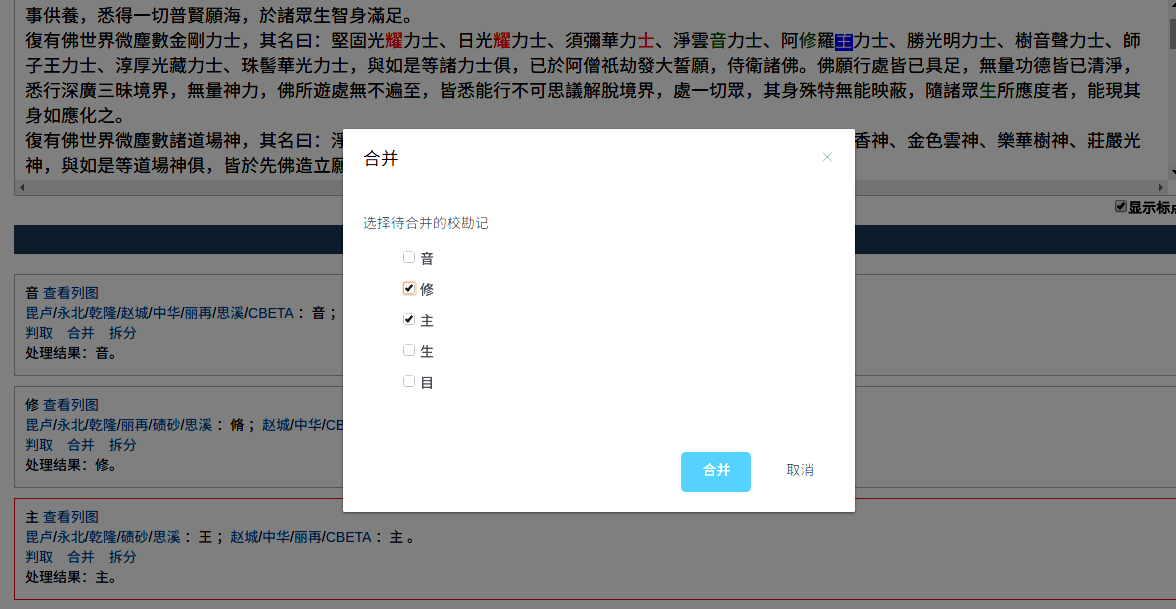 事供養，悉得一切普賢願海，於諸眾生智身滿足。
復有佛世界微塵數金剛力士，其名曰：堅固光耀力士、日光耀力士、須彌華力士、淨雲音力士、阿修羅王力士、勝光明力士、樹音聲力士、師
子王力士、淳厚光藏力士、珠髻華光力士，與如是等諸力士俱，已於阿僧祇劫發大誓願，侍衛諸佛。佛願行處皆已具足，無量功德皆已清淨，
悉行深廣三昧境界，無量神力，佛所遊處無不遍至，皆悉能行不可思議解脫境界，處一切眾，其身殊特無能映蔽，隨諸眾生所應度者，能現其
身如應化之。
復有佛世界微塵數諸道場神，其名曰：淨
香神、金色雲神、樂華樹神、莊嚴光
神，與如是等道場神俱，皆於先佛造立願
显示标点
合并
×
选择待合并的校勘记
音
修
主
生
目
合并 取消
音 查看列图
毘卢/永北/乾隆/赵城/中华/丽再/思溪/CBETA ：音；
判取 合并 拆分
处理结果：音。
修 查看列图
毘卢/永北/乾隆/丽再/碛砂/思溪 ：脩； 赵城/中华/CB
判取 合并 拆分
处理结果：修。
主 查看列图
毘卢/永北/乾隆/碛砂/思溪 ：王； 赵城/中华/丽再/CBETA ：主 。
判取 合并 拆分
处理结果：主。